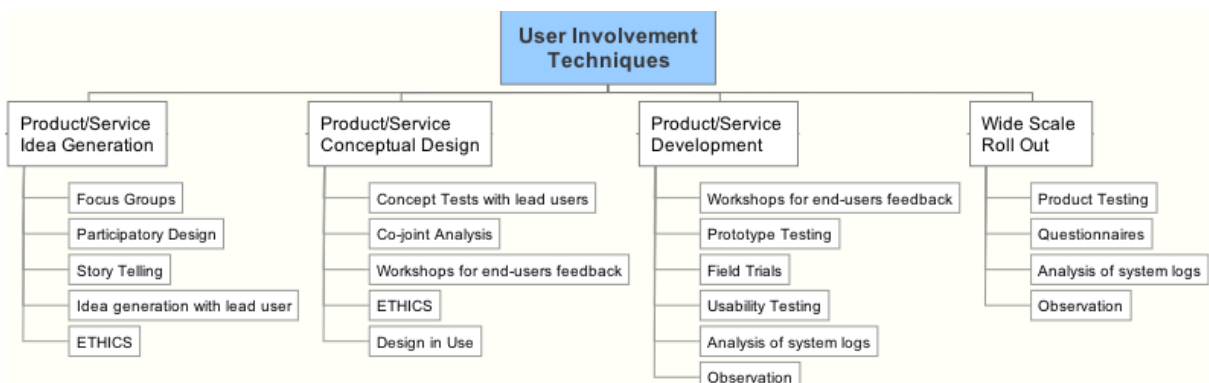 User Involvement
Techniques
Product/Service
Idea Generation
Focus Groups
Participatory Design
Story Telling
Idea generation with lead user
ETHICS
Product/Service
Conceptual Design
Concept Tests with lead users
Co-joint Analysis
Workshops for end-users feedback
ETHICS
Design in Use
Product/Service
Development
Workshops for end-users feedback
Prototype Testing
Field Trials
Usability Testing
Analysis of system logs
Observation
Wide Scale
Roll Out
Product Testing
Questionnaires
Analysis of system logs
Observation